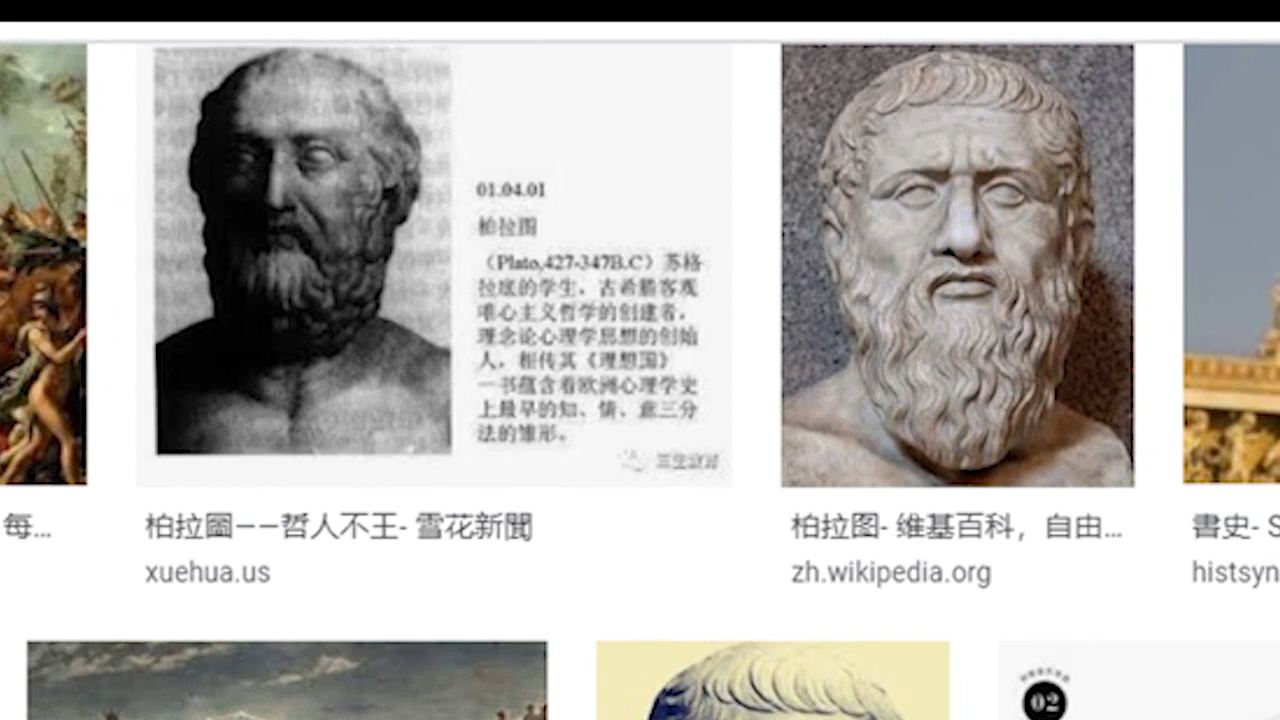 01.04.01
柏拉图
（Plato,427-347B.C）苏格
拉底的学生，古希腊客观
唯心主义哲学的创建者。
理念论心理学思想的创始
人。相传其《理想国》
一书蕴含着欧洲心理学史
上最早的知、情、意三分
法的雏形。
每...
柏拉圖——哲人不王- 雪花新聞
xuehua.us
柏拉图- 维基百科，自由...
zh.wikipedia.org
書史- S
histsyn
02